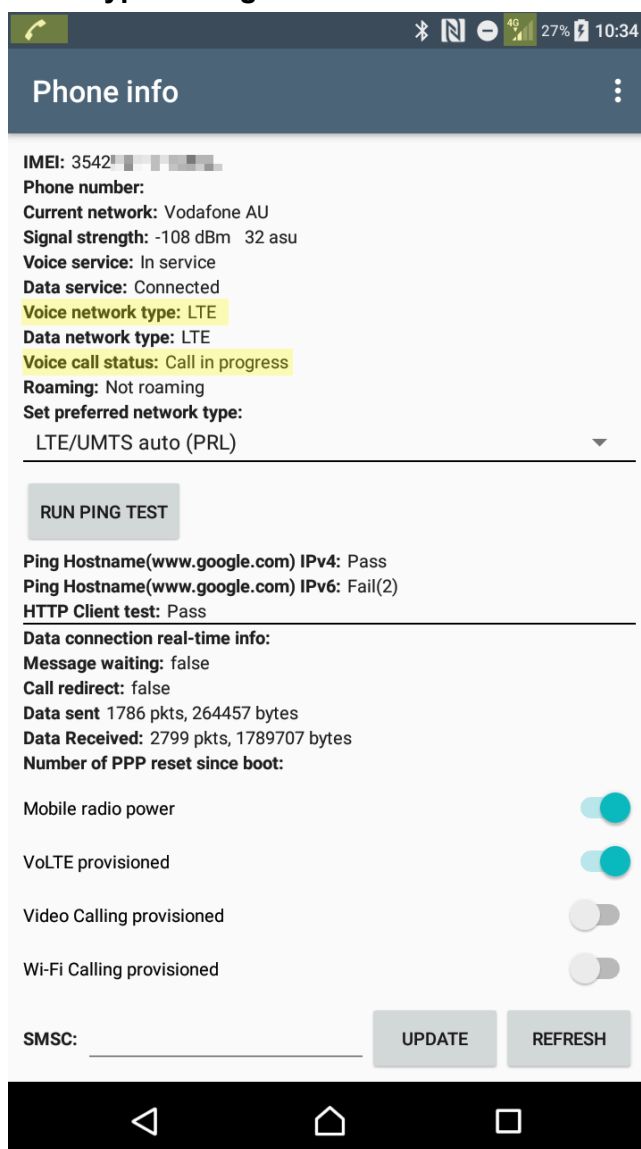 4G 27% 10:34
Phone info
IMEI: 3542
Phone number:
Current network: Vodafone AU
Signal strength: -108 dBm 32 asu
Voice service: In service
Data service: Connected
Voice network type: LTE
Data network type: LTE
Voice call status: Call in progress
Roaming: Not roaming
Set preferred network type:
LTE/UMTS auto (PRL)
RUN PING TEST
Ping Hostname(www.google.com) IPv4: Pass
Ping Hostname(www.google.com) IPv6: Fail(2)
HTTP Client test: Pass
Data connection real-time info:
Message waiting: false
Call redirect: false
Data sent 1786 pkts, 264457 bytes
Data Received: 2799 pkts, 1789707 bytes
Number of PPP reset since boot:
Mobile radio power
VoLTE provisioned
Video Calling provisioned
Wi-Fi Calling provisioned
SMSC: UPDATE REFRESH